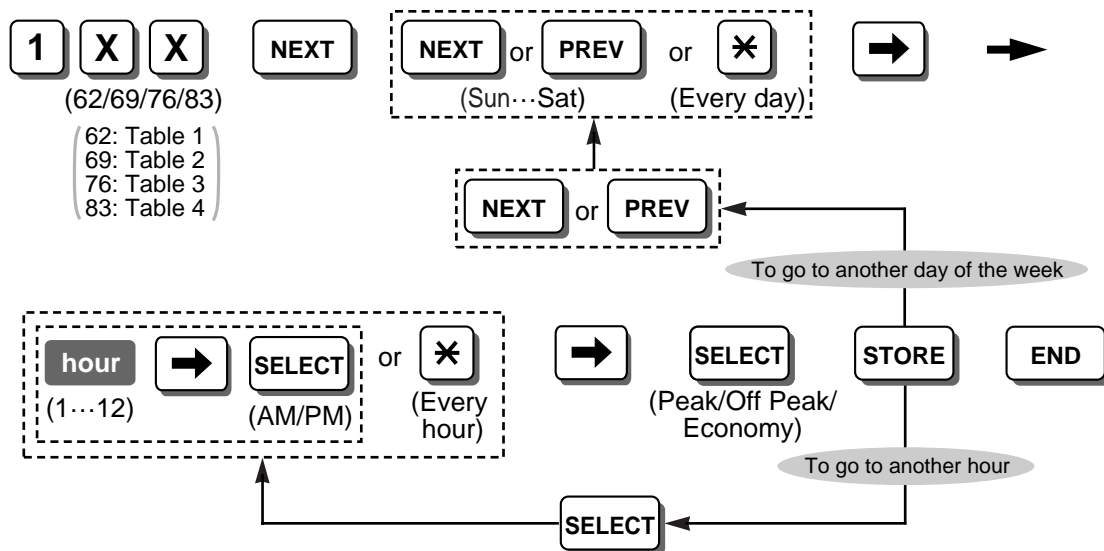 1 X X NEXT NEXT or PREV or ✳ ➡
(62/69/76/83) (Sun···Sat) (Every day)
62: Table 1
69: Table 2
76: Table 3
83: Table 4
NEXT or PREV
To go to another day of the week
hour ➡ SELECT or ✳ ➡ SELECT STORE END
(1···12) (AM/PM) (Every hour) (Peak/Off Peak/
Economy)
To go to another hour
SELECT